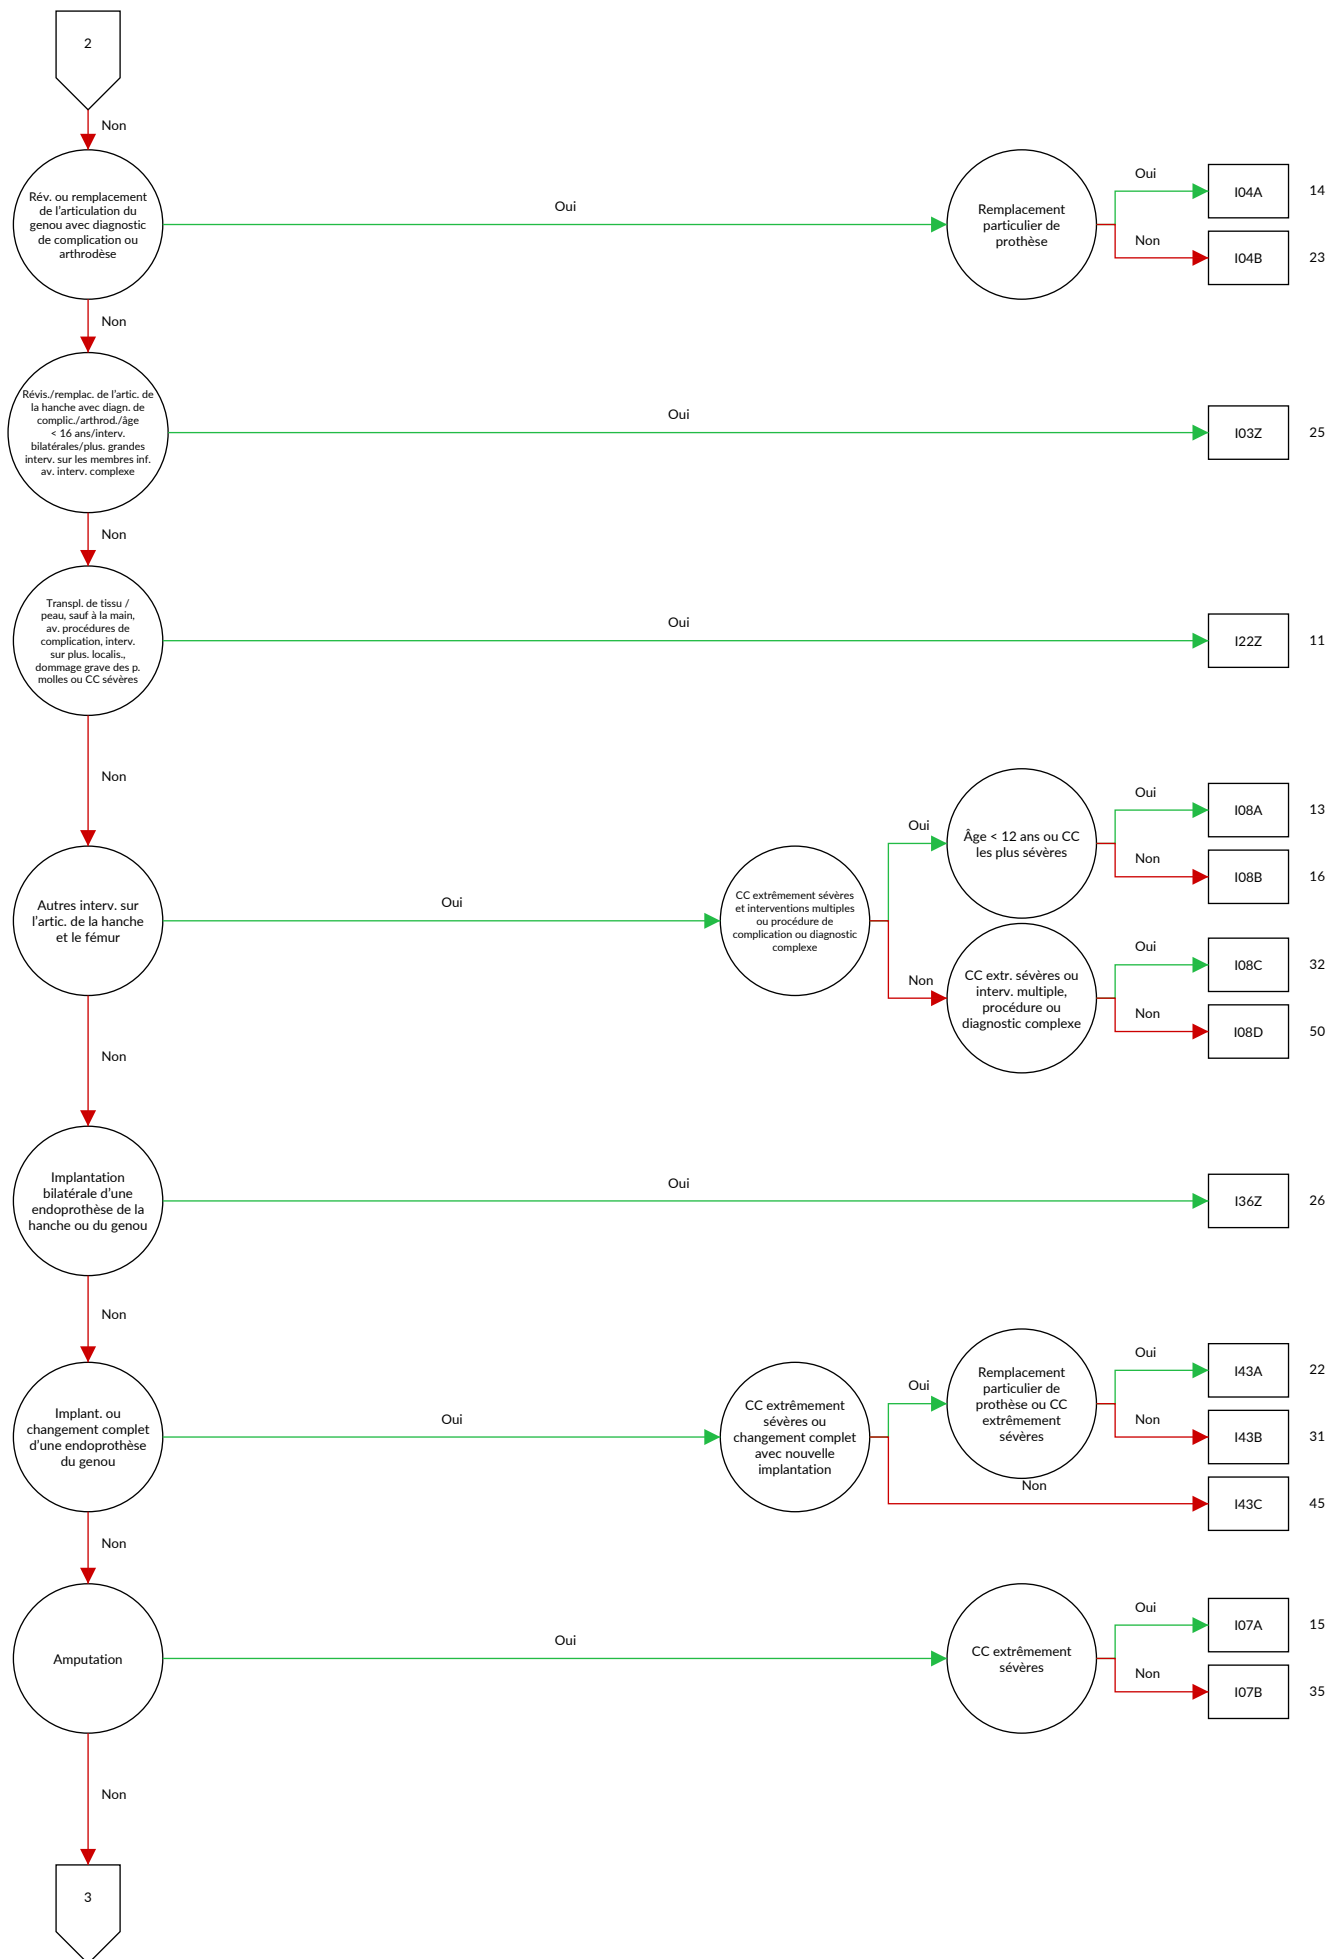 2
Non
Rév. ou remplacement
de l'articulation du
genou avec diagnostic
de complication ou
arthrodèse
Oui
Remplacement
particulier de
prothèse
Oui
I04A
14
Non
I04B
23
Non
Révis./remplac. de l'artic. de
la hanche avec diagn. de
complic./arthrod./âge
< 16 ans/interv.
bilatérales/plus. grandes
interv. sur les membres inf.
av. interv. complexe
Oui
I03Z
25
Non
Transpl. de tissu /
peau, sauf à la main,
av. procédures de
complication, interv.
sur plus. localis.,
dommage grave des p.
molles ou CC sévères
Oui
I22Z
11
Non
Autres interv. sur
l'artic. de la hanche
et le fémur
Oui
CC extrêmement sévères
et interventions multiples
ou procédure de
complication ou diagnostic
complexe
Oui
Âge < 12 ans ou CC
les plus sévères
Oui
I08A
13
Non
I08B
16
Non
CC extr. sévères ou
interv. multiple,
procédure ou
diagnostic complexe
Oui
I08C
32
Non
I08D
50
Non
Implantation
bilatérale d'une
endoprothèse de la
hanche ou du genou
Oui
I36Z
26
Non
Implant. ou
changement complet
d'une endoprothèse
du genou
Oui
CC extrêmement
sévères ou
changement complet
avec nouvelle
implantation
Oui
Remplacement
particulier de
prothèse ou CC
extrêmement
sévères
Oui
I43A
22
Non
I43B
31
Non
I43C
45
Non
Amputation
Oui
CC extrêmement
sévères
Oui
I07A
15
Non
I07B
35
Non
3